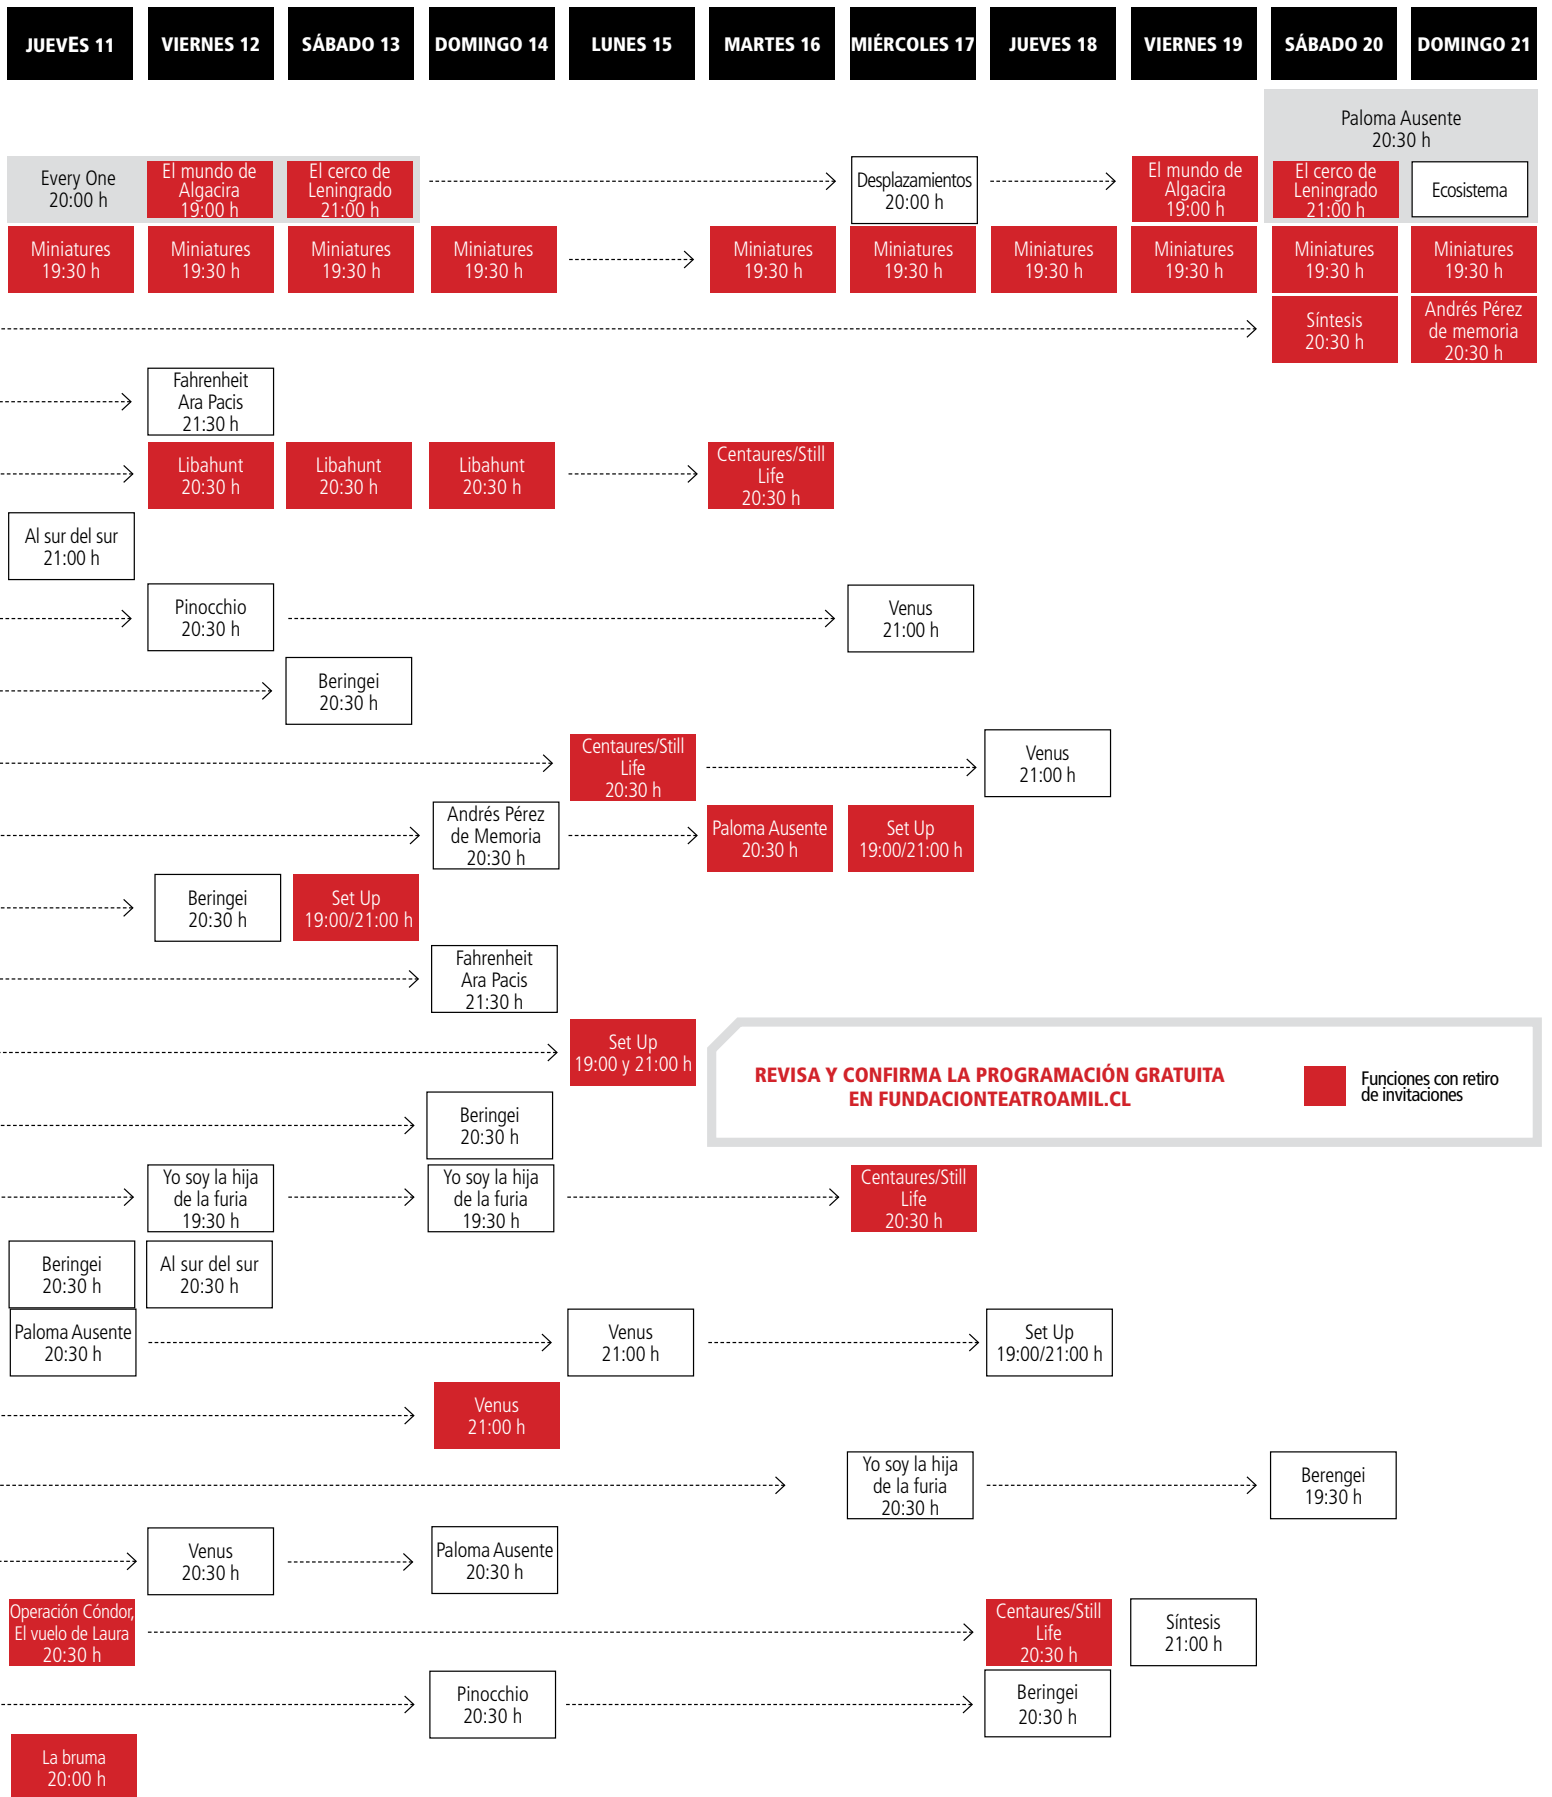 JUEVES 11
VIERNES 12
SÁBADO 13
DOMINGO 14
LUNES 15
MARTES 16
MIÉRCOLES 17
JUEVES 18
VIERNES 19
SÁBADO 20
DOMINGO 21
Paloma Ausente
20:30 h
Every One
20:00 h
El mundo de
Algacira
19:00 h
El cerco de
Leningrado
21:00 h
Desplazamientos
20:00 h
El mundo de
Algacira
19:00 h
El cerco de
Leningrado
21:00 h
Ecosistema
Miniatures
19:30 h
Miniatures
19:30 h
Miniatures
19:30 h
Miniatures
19:30 h
Miniatures
19:30 h
Miniatures
19:30 h
Miniatures
19:30 h
Miniatures
19:30 h
Miniatures
19:30 h
Miniatures
19:30 h
Síntesis
20:30 h
Andrés Pérez
de memoria
20:30 h
Fahrenheit
Ara Pacis
21:30 h
Libahunt
20:30 h
Libahunt
20:30 h
Libahunt
20:30 h
Centaures/Still
Life
20:30 h
Al sur del sur
21:00 h
Pinocchio
20:30 h
Venus
21:00 h
Beringei
20:30 h
Centaures/Still
Life
20:30 h
Venus
21:00 h
Andrés Pérez
de Memoria
20:30 h
Paloma Ausente
20:30 h
Set Up
19:00/21:00 h
Beringei
20:30 h
Set Up
19:00/21:00 h
Fahrenheit
Ara Pacis
21:30 h
Set Up
19:00 y 21:00 h
REVISA Y CONFIRMA LA PROGRAMACIÓN GRATUITA
EN FUNDACIONTEATROAMIL.CL
Funciones con retiro
de invitaciones
Beringei
20:30 h
Yo soy la hija
de la furia
19:30 h
Yo soy la hija
de la furia
19:30 h
Centaures/Still
Life
20:30 h
Beringei
20:30 h
Al sur del sur
20:30 h
Paloma Ausente
20:30 h
Venus
21:00 h
Set Up
19:00/21:00 h
Venus
21:00 h
Yo soy la hija
de la furia
20:30 h
Berengei
19:30 h
Venus
20:30 h
Paloma Ausente
20:30 h
Operación Cóndor,
El vuelo de Laura
20:30 h
Centaures/Still
Life
20:30 h
Síntesis
21:00 h
Pinocchio
20:30 h
Beringei
20:30 h
La bruma
20:00 h